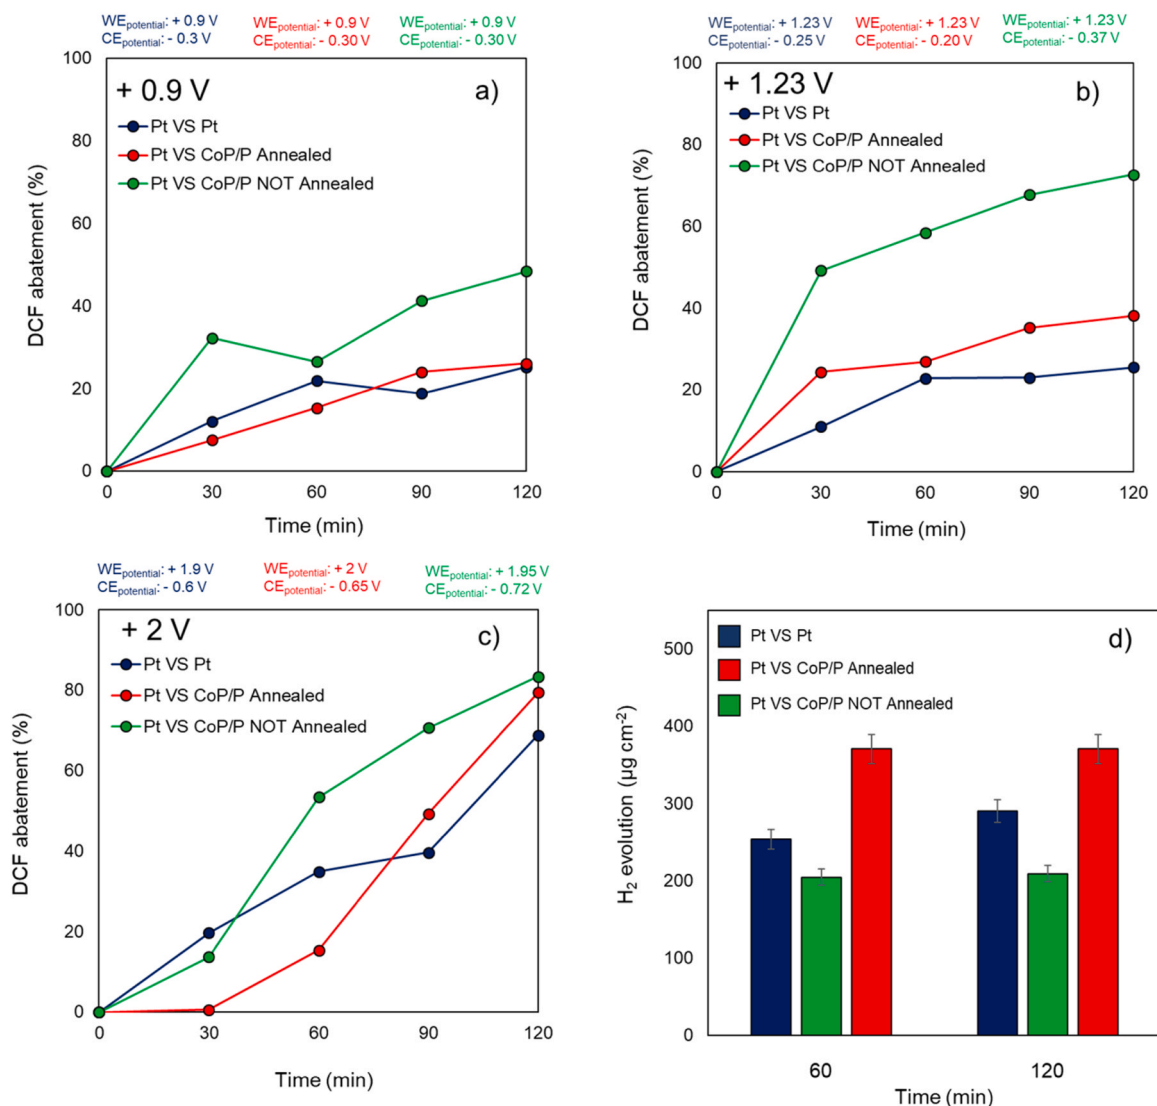 WEpotential: + 0.9 V WEpotential: + 0.9 V WEpotential: + 0.9 V
CEpotential: - 0.3 V CEpotential: - 0.30 V CEpotential: - 0.30 V
100
+ 0.9 V
a)
Pt VS Pt
Pt VS CoP/P Annealed
Pt VS CoP/P NOT Annealed
80
60
40
20
0
DCF abatement (%)
0 30 60 90 120
Time (min)
WEpotential: + 1.23 V WEpotential: + 1.23 V WEpotential: + 1.23 V
CEpotential: - 0.25 V CEpotential: - 0.20 V CEpotential: - 0.37 V
100
+ 1.23 V
b)
Pt VS Pt
Pt VS CoP/P Annealed
Pt VS CoP/P NOT Annealed
80
60
40
20
0
DCF abatement (%)
0 30 60 90 120
Time (min)
WEpotential: + 1.9 V WEpotential: + 2 V WEpotential: + 1.95 V
CEpotential: - 0.6 V CEpotential: - 0.65 V CEpotential: - 0.72 V
100
+ 2 V
c)
Pt VS Pt
Pt VS CoP/P Annealed
Pt VS CoP/P NOT Annealed
80
60
40
20
0
DCF abatement (%)
0 30 60 90 120
Time (min)
d)
Pt VS Pt
Pt VS CoP/P Annealed
Pt VS CoP/P NOT Annealed
500
400
300
200
100
0
H₂ evolution (µg cm⁻²)
60 120
Time (min)